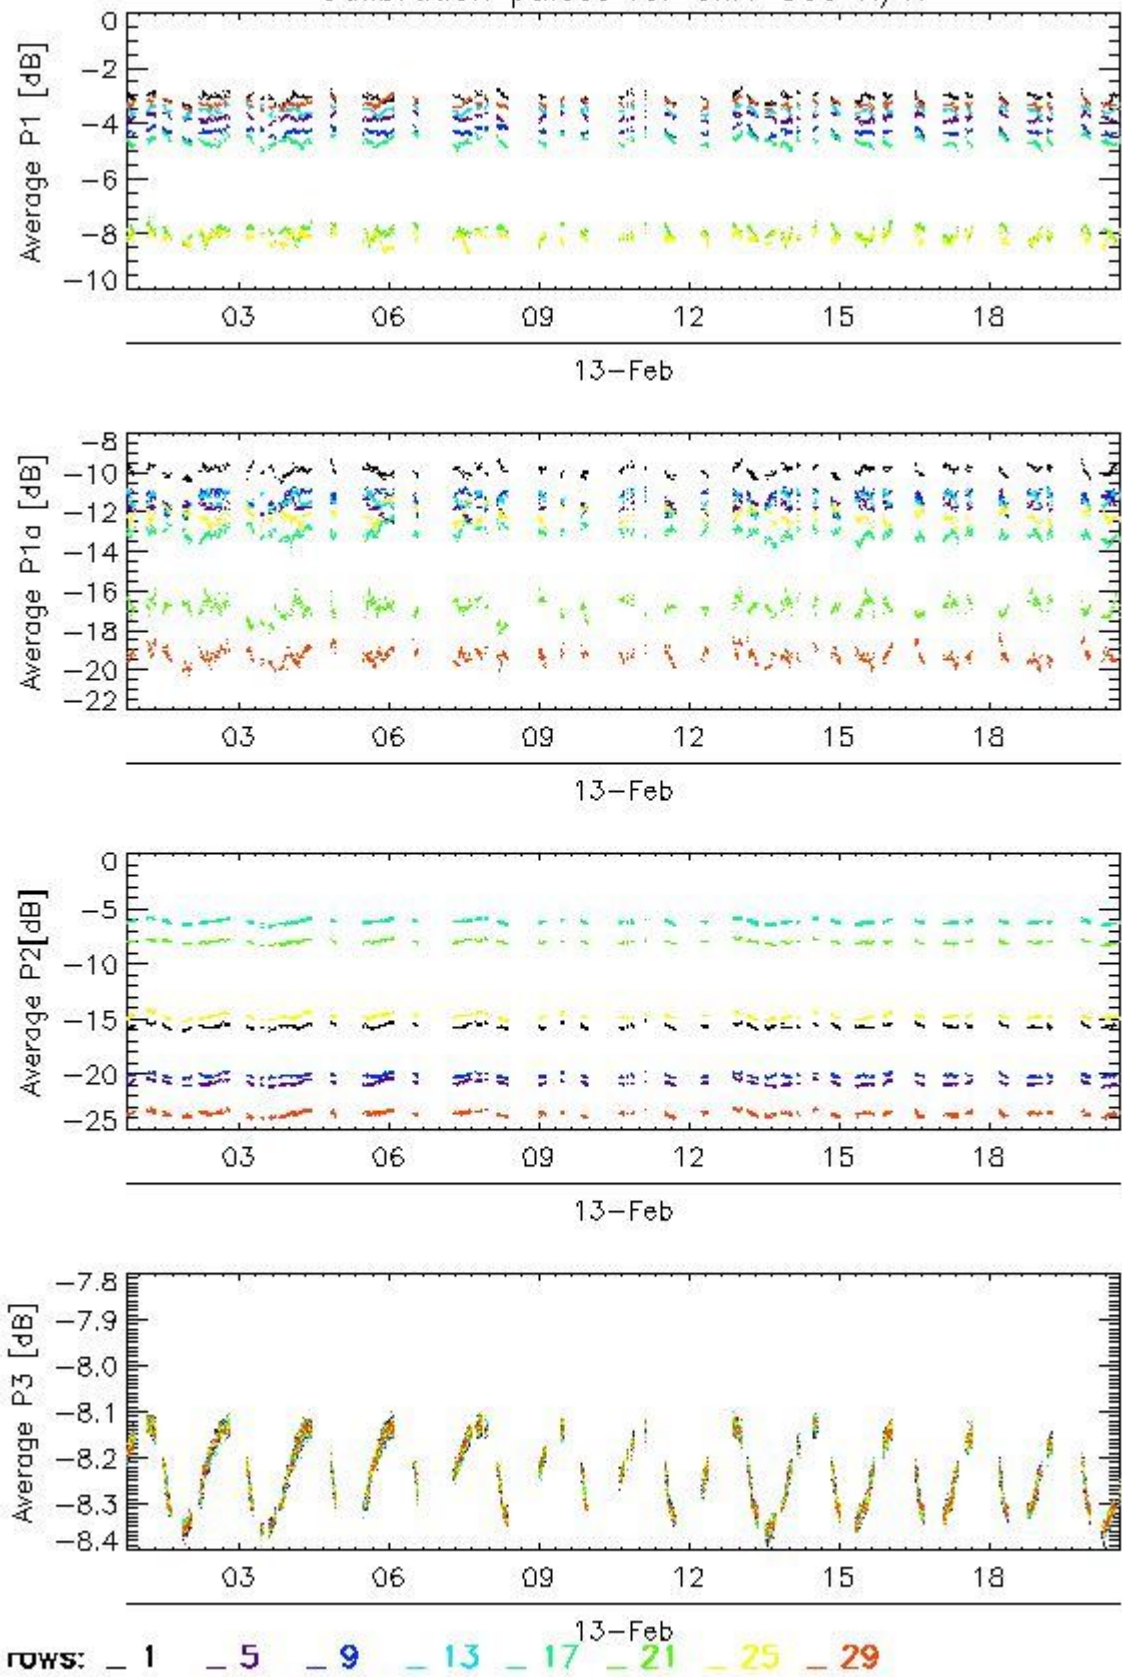 0
−2
−4
−6
−8
−10
Average P1 [dB]
03 06 09 12 15 18
13−Feb
−8
−10
−12
−14
−16
−18
−20
−22
Average P1a [dB]
03 06 09 12 15 18
13−Feb
0
−5
−10
−15
−20
−25
Average P2[dB]
03 06 09 12 15 18
13−Feb
−7.8
−7.9
−8.0
−8.1
−8.2
−8.3
−8.4
Average P3 [dB]
03 06 09 12 15 18
13−Feb
rows: _ 1 _ 5 _ 9 _ 13 _ 17 _ 21 _ 25 _ 29